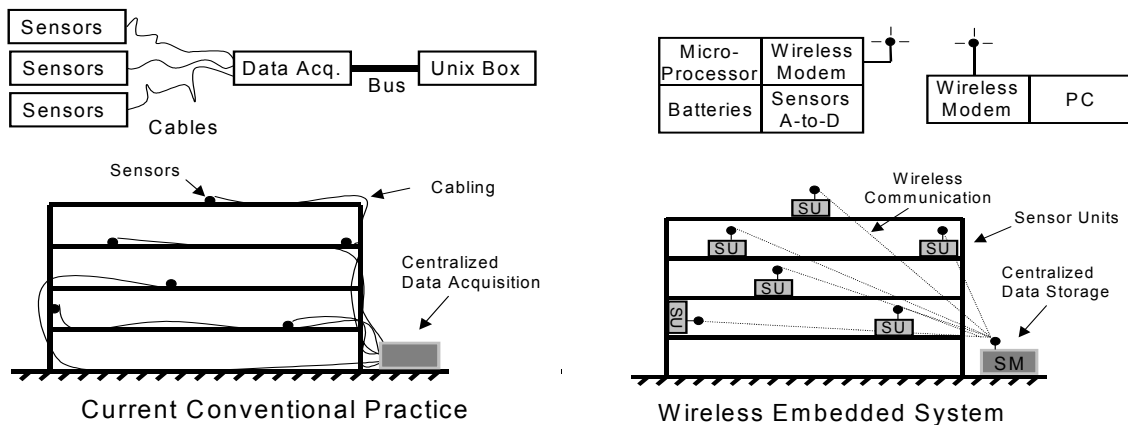 Sensors
Sensors
Sensors
Cables
Data Acq.
Bus
Unix Box
Sensors
Cabling
Centralized
Data Acquisition
Current Conventional Practice
Micro-
Processor
Wireless
Modem
Batteries
Sensors
A-to-D
Wireless
Modem
PC
Wireless
Communication
Sensor Units
Centralized
Data Storage
SU
SU
SU
SU
SU
SU
SM
Wireless Embedded System